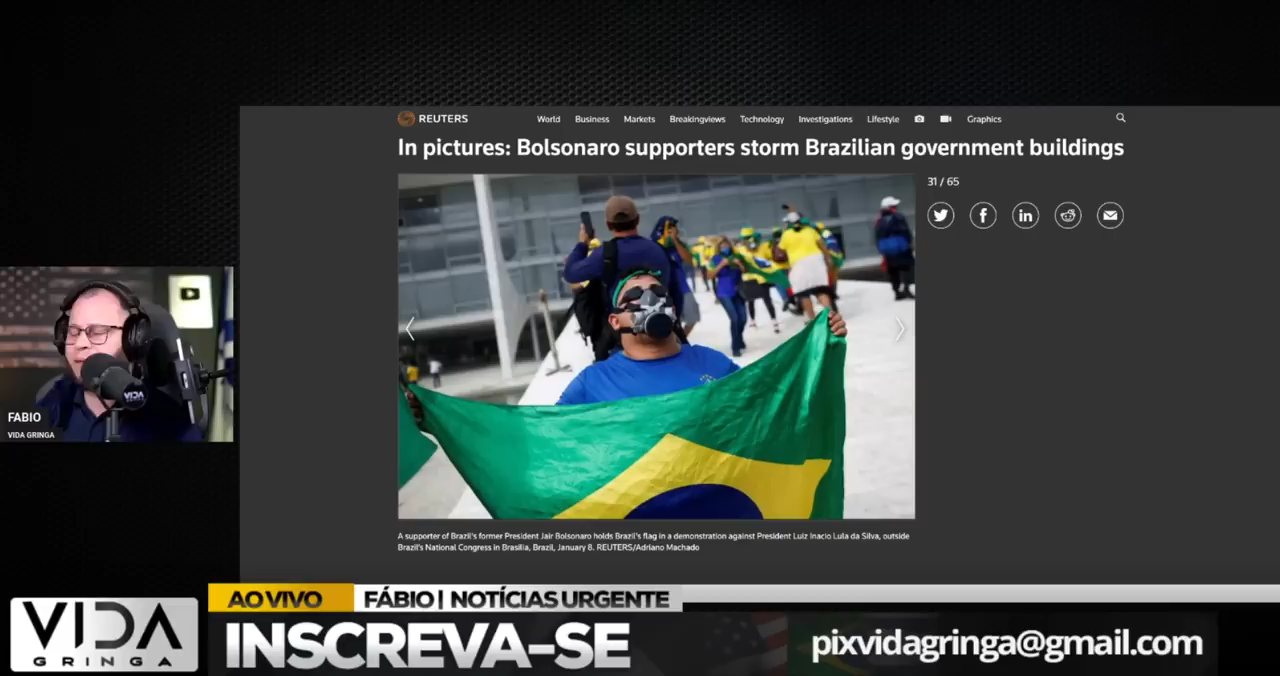 REUTERS
World Business Markets Breakingviews Technology Investigations Lifestyle Graphics
In pictures: Bolsonaro supporters storm Brazilian government buildings
31 / 65
FABIO
VIDA GRINGA
VIDA
A supporter of Brazil's former President Jair Bolsonaro holds Brazil's flag in a demonstration against President Luiz Inacio Lula da Silva, outside
Brazil's National Congress in Brasilia, Brazil, January 8. REUTERS/Adriano Machado
AO VIVO FÁBIO | NOTÍCIAS URGENTE
VIDA
GRINGA
INSCREVA-SE
pixvidagringa@gmail.com